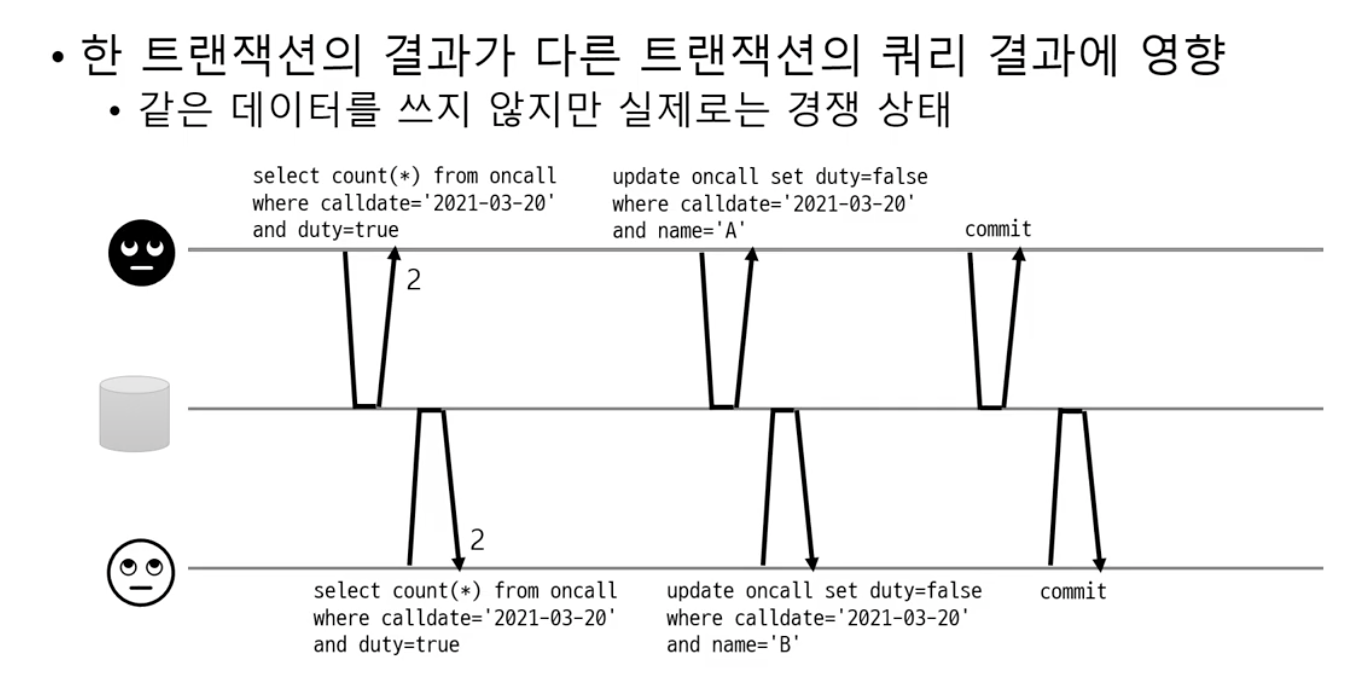 • 한 트랜잭션의 결과가 다른 트랜잭션의 쿼리 결과에 영향
• 같은 데이터를 쓰지 않지만 실제로는 경쟁 상태
select count(*) from oncall
where calldate='2021-03-20'
and duty=true
update oncall set duty=false
where calldate='2021-03-20'
and name='A'
commit
2
2
select count(*) from oncall
where calldate='2021-03-20'
and duty=true
update oncall set duty=false
where calldate='2021-03-20'
and name='B'
commit